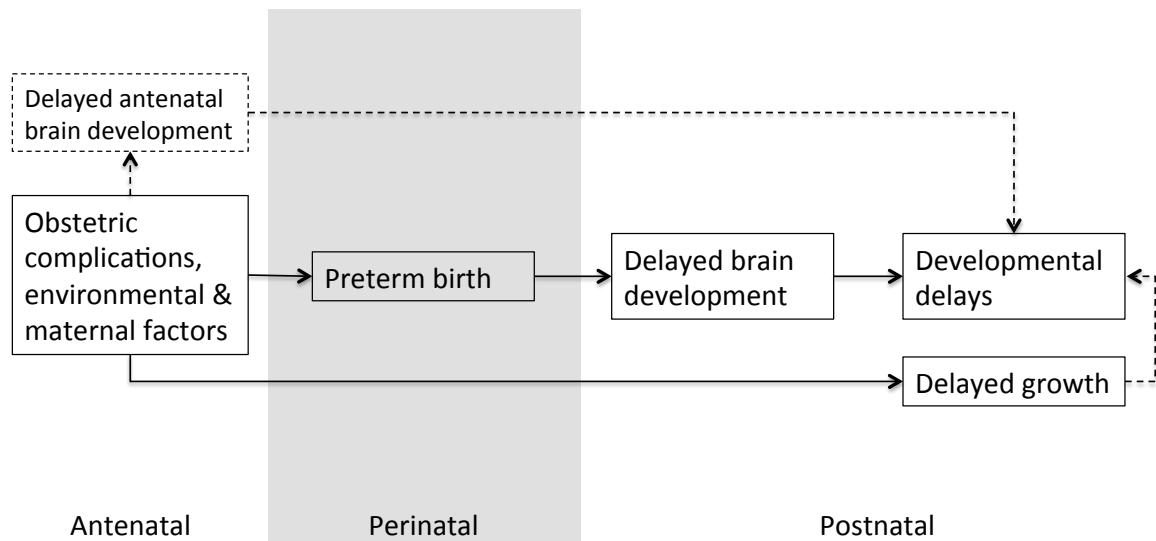 Delayed antenatal
brain development
Obstetric
complications,
environmental &
maternal factors
Preterm birth
Delayed brain
development
Developmental
delays
Delayed growth
Antenatal
Perinatal
Postnatal